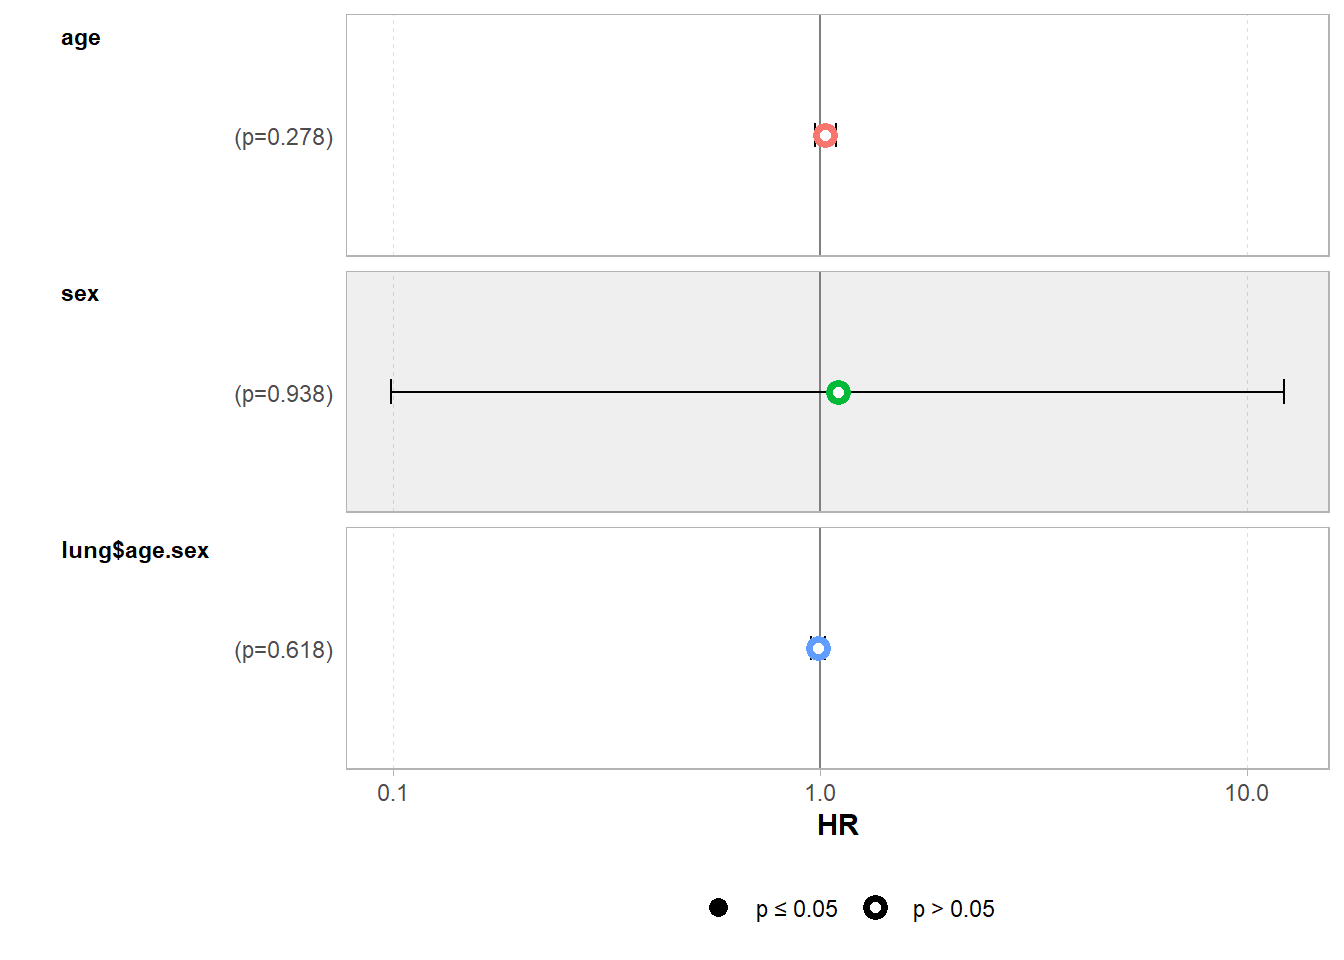 age
(p=0.278)
sex
(p=0.938)
lung$age.sex
(p=0.618)
0.1 1.0 10.0
HR
p ≤ 0.05 p > 0.05